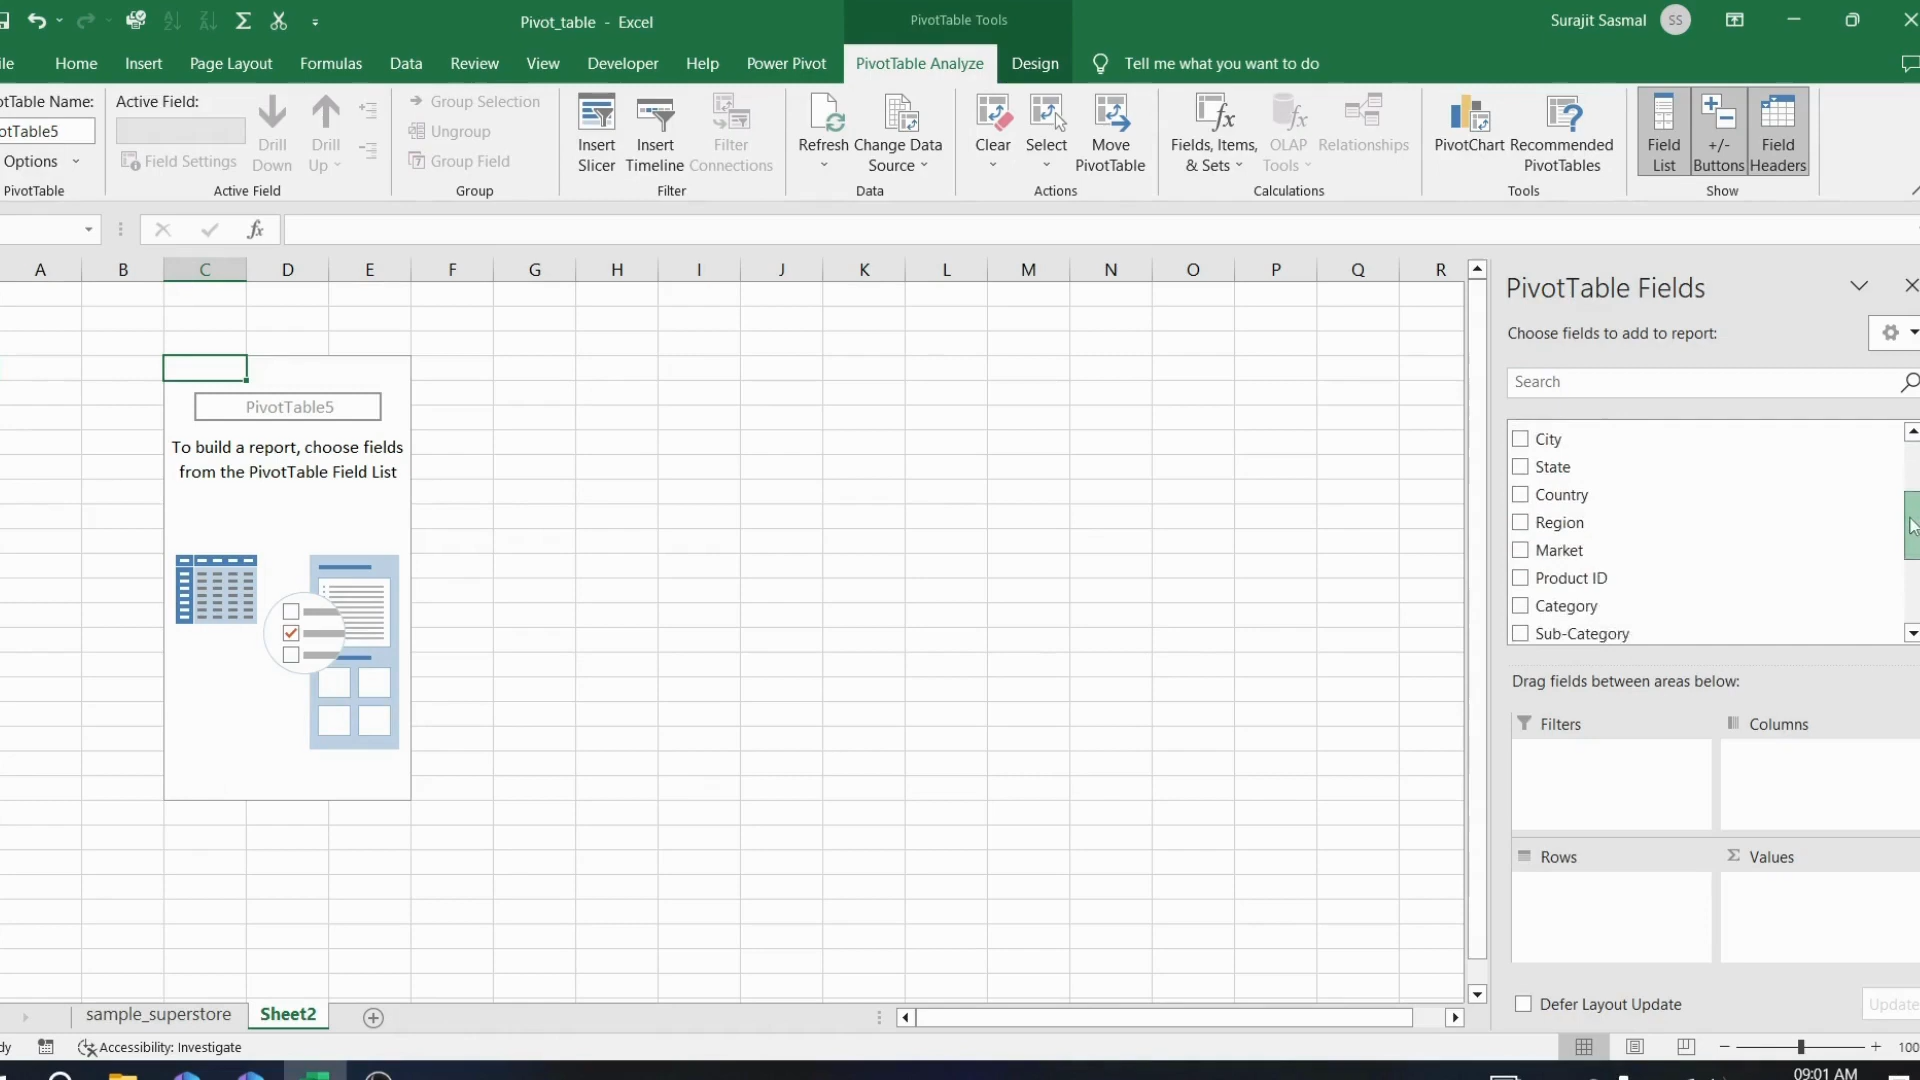 Pivot_table - Excel
PivotTable Tools
Surajit Sasmal
SS
Home
Insert
Page Layout
Formulas
Data
Review
View
Developer
Help
Power Pivot
PivotTable Analyze
Design
Tell me what you want to do
otTable Name:
otTable5
Options
PivotTable
Active Field:
Field Settings
Drill
Down
Drill
Up
Active Field
Group Selection
Ungroup
Group Field
Group
Insert
Slicer
Insert
Timeline
Filter
Connections
Filter
Refresh
Change Data
Source
Data
Clear
Select
Move
PivotTable
Actions
Fields, Items,
& Sets
OLAP
Tools
Relationships
Calculations
PivotChart
Recommended
PivotTables
Tools
Field
List
+/-
Buttons
Field
Headers
Show
fx
A B C D E F G H I J K L M N O P Q R
PivotTable5
To build a report, choose fields
from the PivotTable Field List
PivotTable Fields
Choose fields to add to report:
Search
City
State
Country
Region
Market
Product ID
Category
Sub-Category
Drag fields between areas below:
Filters
Columns
Rows
Σ Values
Defer Layout Update
Update
sample_superstore
Sheet2
dy
Accessibility: Investigate
100
09:01 AM